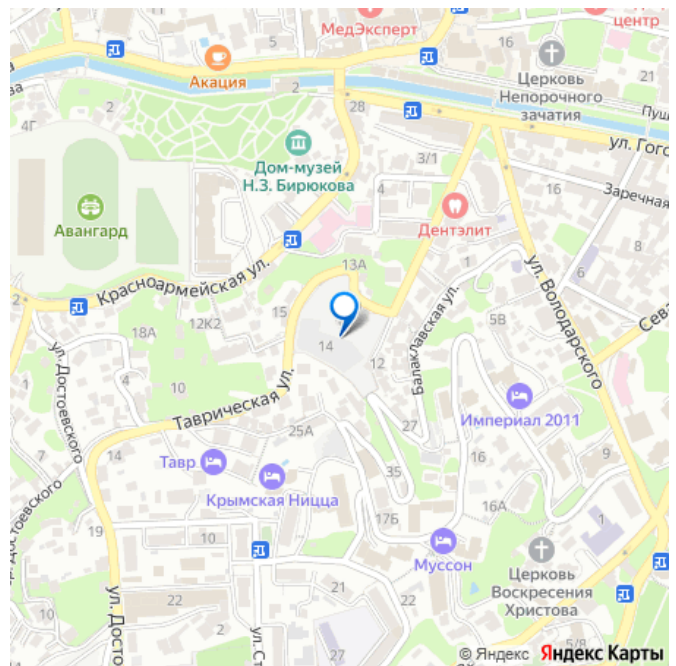 МедЭксперт
центр
5
16
Акация
Церковь
Непорочного
зачатия
21
2
28
Пуш
4Г
ул. Гого
3/1
Дом-музей
Н.З. Бирюкова
4
16
Заречная
Авангард
Дентэлит
8
13А
1
6
Красноармейская ул.
2
15
ул. Володарского
Сева
Балаклавская ул.
5В
18А
12К2
14
12
ул. Достоевского
10
Империал 2011
Таврическая ул.
25А
27
7
14
Тавр
35
16
9
Крымская Ницца
17Б
16А
1
19
10
Муссон
Церковь
Воскресения
Христова
ул. Досто
21
22
22
10
ул. Ст
27
5/8
© Яндекс Яндекс Карты